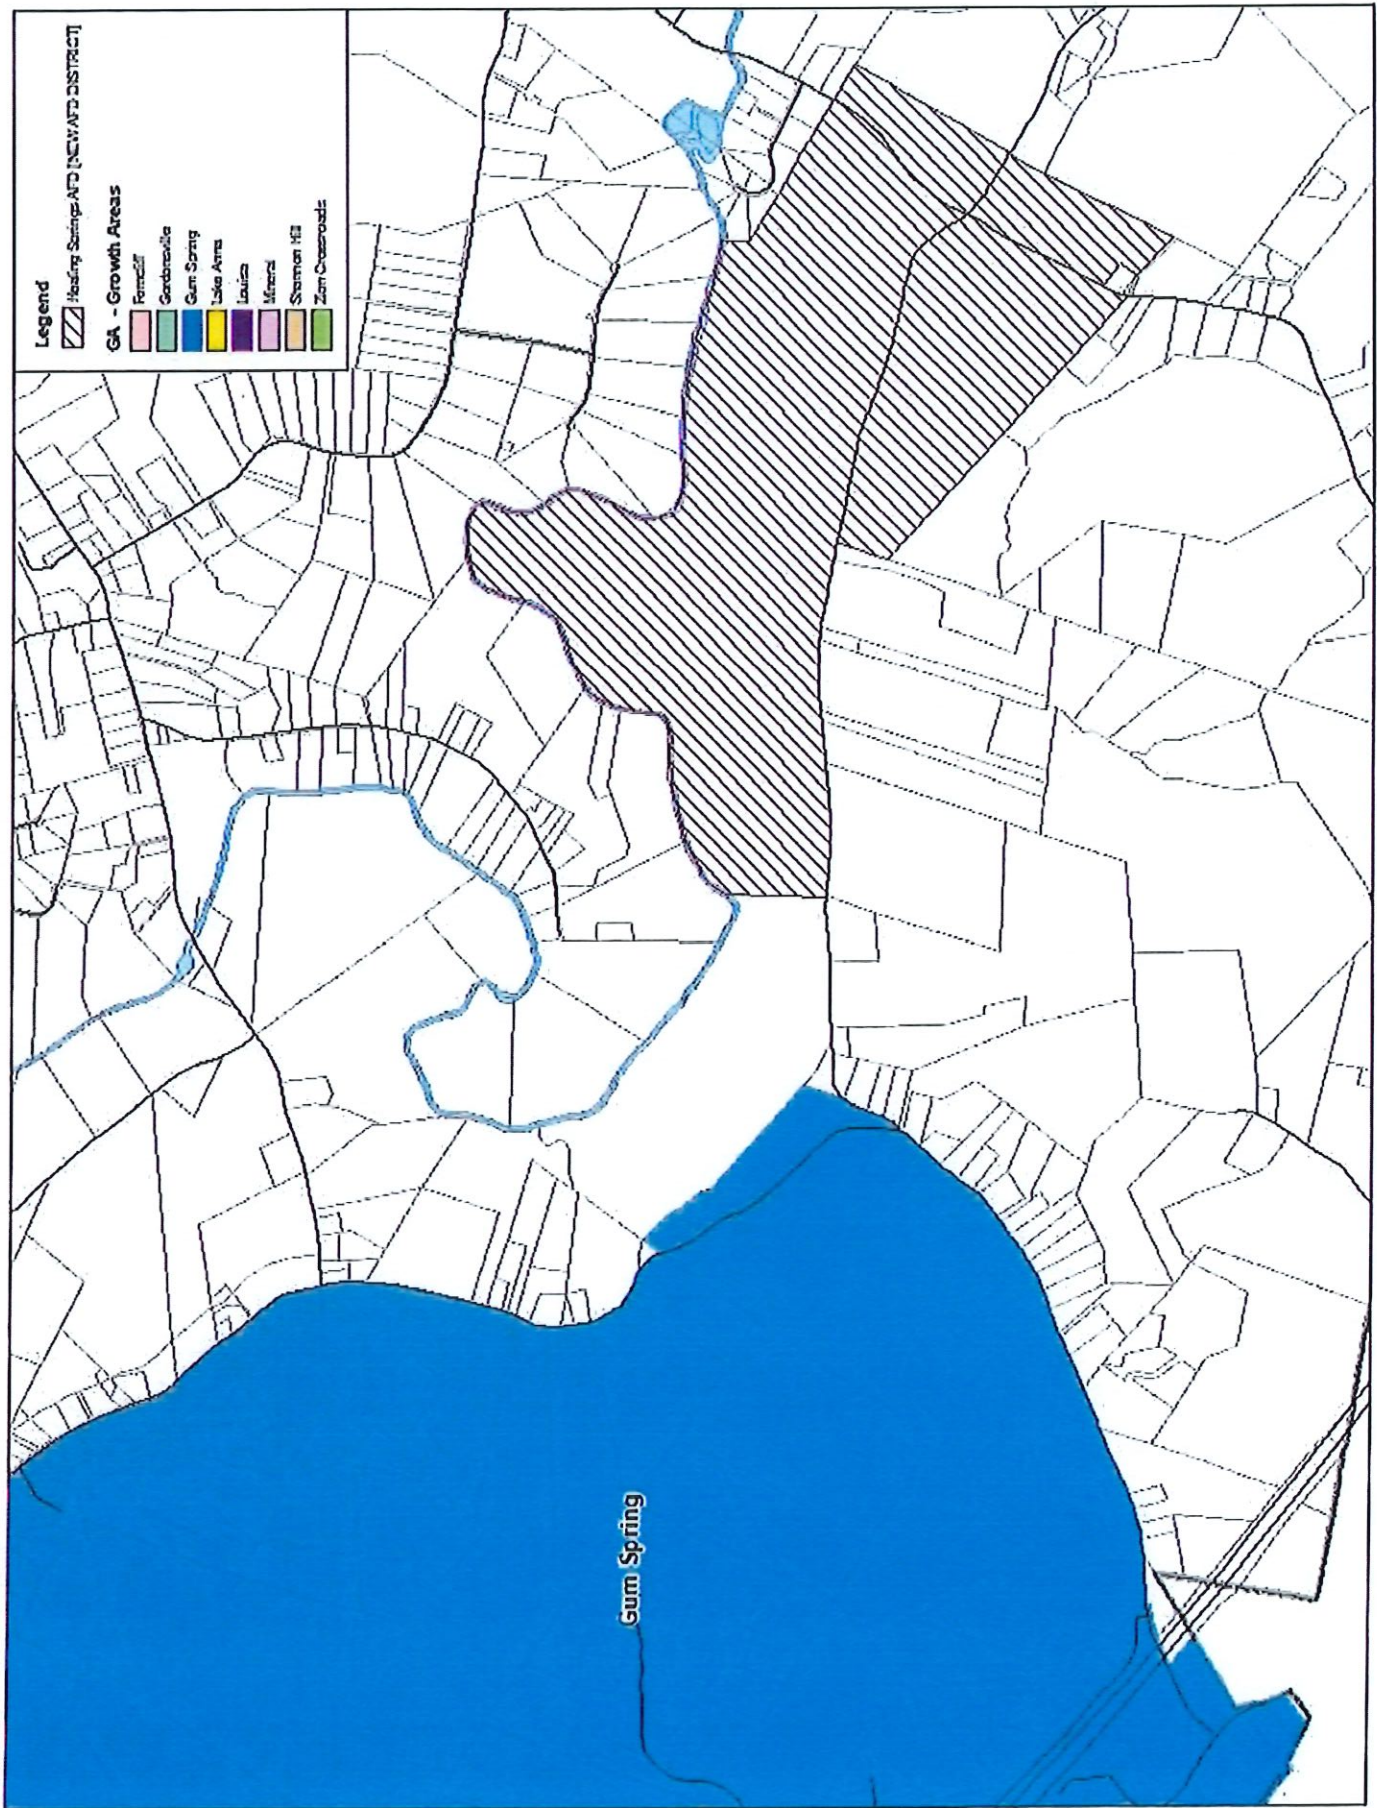 Legend
Healing Springs AFD [NEW AFD DISTRICT]
GA - Growth Areas
Ferncliff
Gordonsville
Gum Spring
Lake Anna
Louisa
Mineral
Shannon Hill
Zion Crossroads
Gum Spring